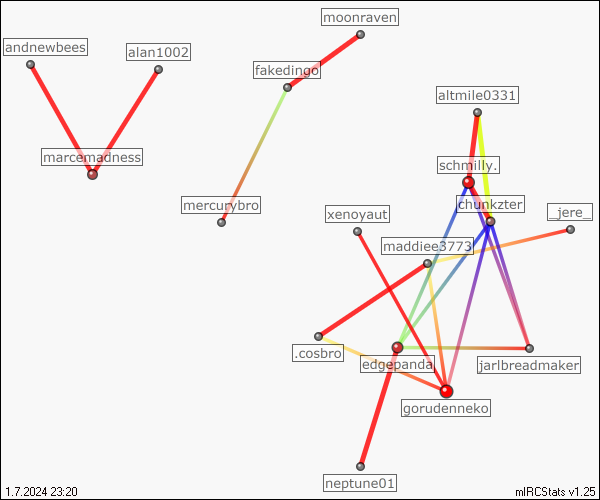 moonraven
andnewbees
alan1002
fakedingo
altmile0331
marcemadness
schmilly.
mercurybro
chunkzter
xenoyaut
_jere_
maddiee3773
.cosbro
edgepanda
jarlbreadmaker
gorudenneko
neptune01
1.7.2024 23:20
mIRCStats v1.25